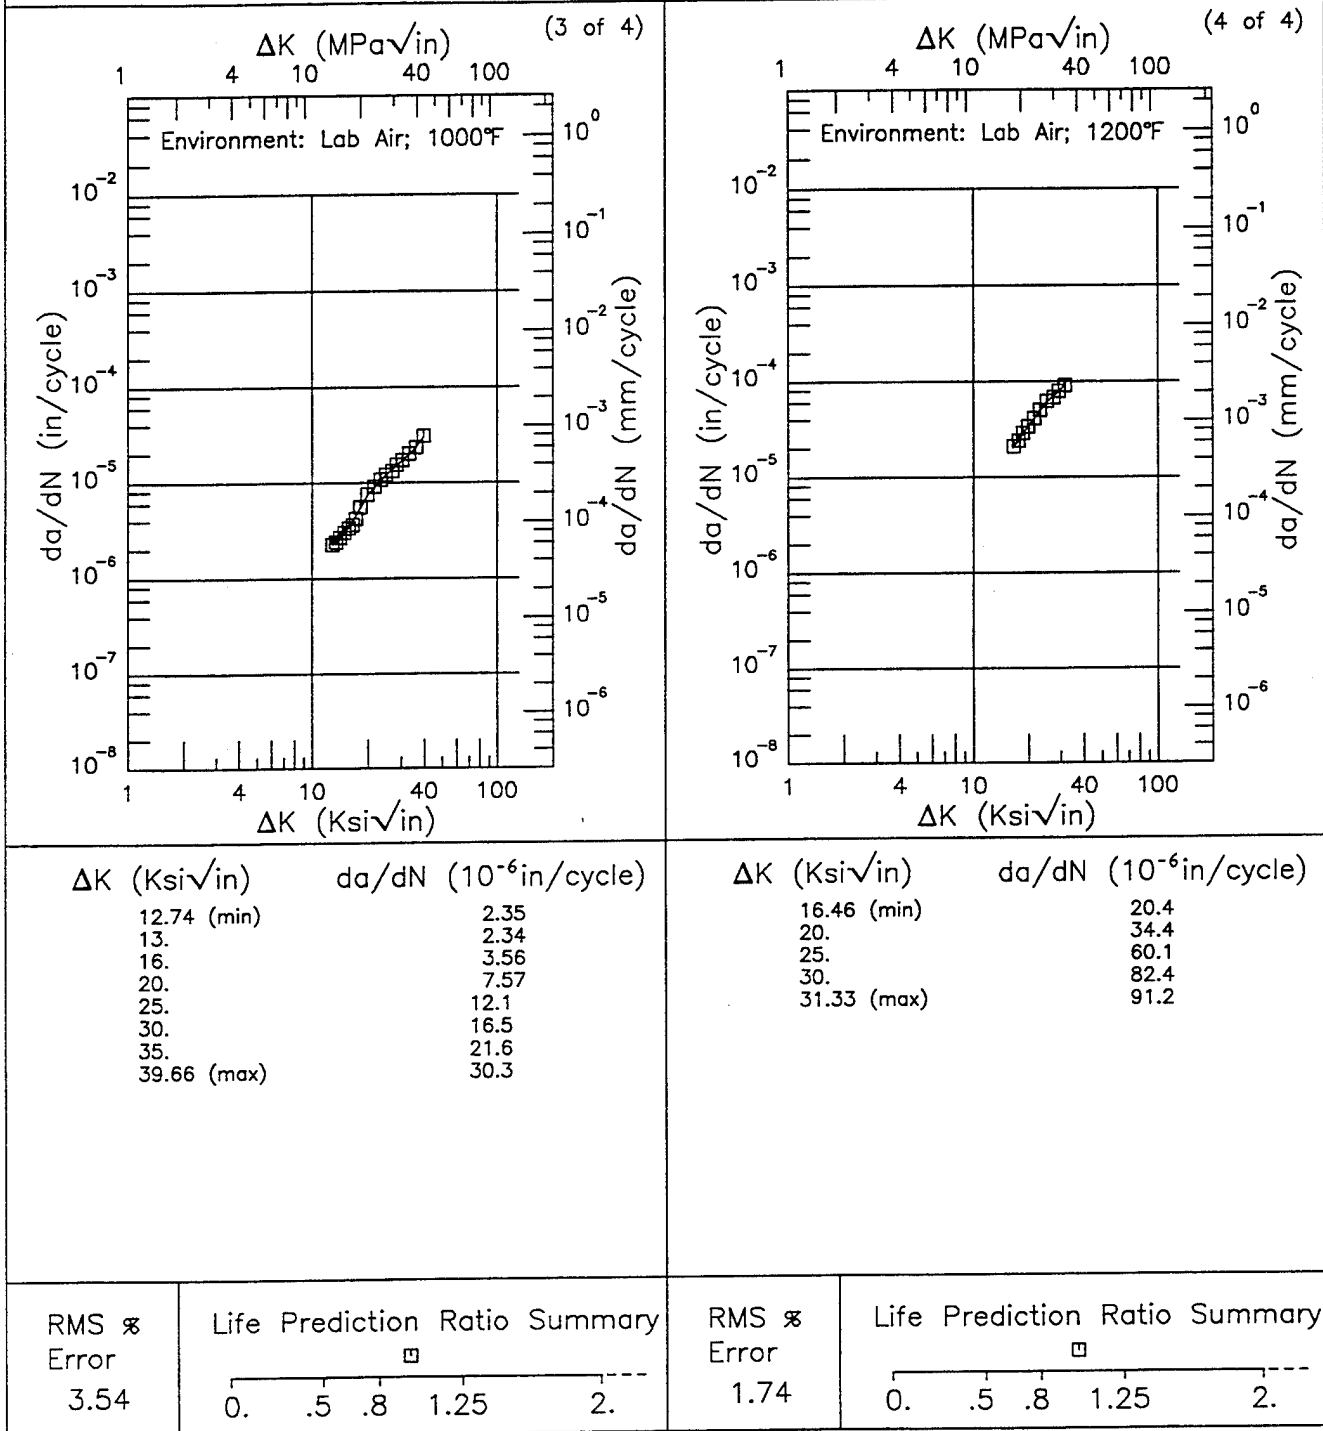 (3 of 4)
ΔK (MPa√in)
1 4 10 40 100
Environment: Lab Air; 1000°F
da/dN (in/cycle)
10⁻²
10⁻³
10⁻⁴
10⁻⁵
10⁻⁶
10⁻⁷
10⁻⁸
10⁰
10⁻¹
10⁻²
10⁻³
10⁻⁴
10⁻⁵
10⁻⁶
da/dN (mm/cycle)
1 4 10 40 100
ΔK (Ksi√in)
ΔK (Ksi√in) da/dN (10⁻⁶in/cycle)
12.74 (min) 2.35
13. 2.34
16. 3.56
20. 7.57
25. 12.1
30. 16.5
35. 21.6
39.66 (max) 30.3
RMS %
Error
3.54
Life Prediction Ratio Summary
0. .5 .8 1.25 2.
(4 of 4)
ΔK (MPa√in)
1 4 10 40 100
Environment: Lab Air; 1200°F
da/dN (in/cycle)
10⁻²
10⁻³
10⁻⁴
10⁻⁵
10⁻⁶
10⁻⁷
10⁻⁸
10⁰
10⁻¹
10⁻²
10⁻³
10⁻⁴
10⁻⁵
10⁻⁶
da/dN (mm/cycle)
1 4 10 40 100
ΔK (Ksi√in)
ΔK (Ksi√in) da/dN (10⁻⁶in/cycle)
16.46 (min) 20.4
20. 34.4
25. 60.1
30. 82.4
31.33 (max) 91.2
RMS %
Error
1.74
Life Prediction Ratio Summary
0. .5 .8 1.25 2.